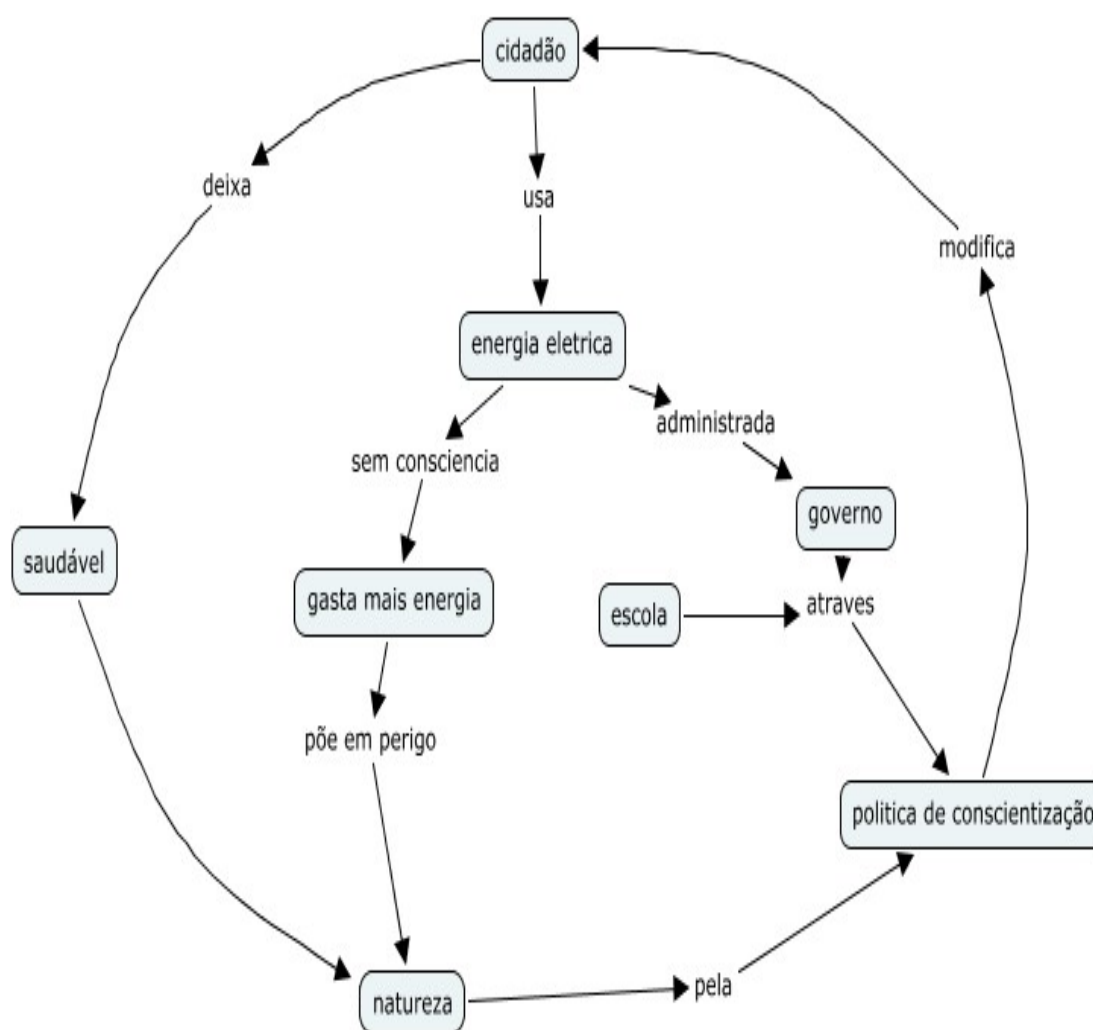 cidadão
deixa
usa
modifica
energia eletrica
administrada
sem consciencia
governo
saudável
gasta mais energia
escola
atraves
põe em perigo
politica de conscientização
natureza
pela